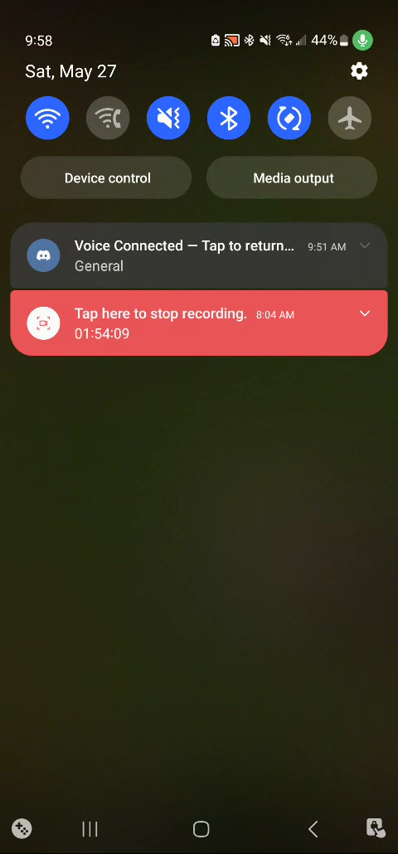 9:58
44%
Sat, May 27
Device control
Media output
Voice Connected — Tap to return... 9:51 AM
General
Tap here to stop recording. 8:04 AM
01:54:09